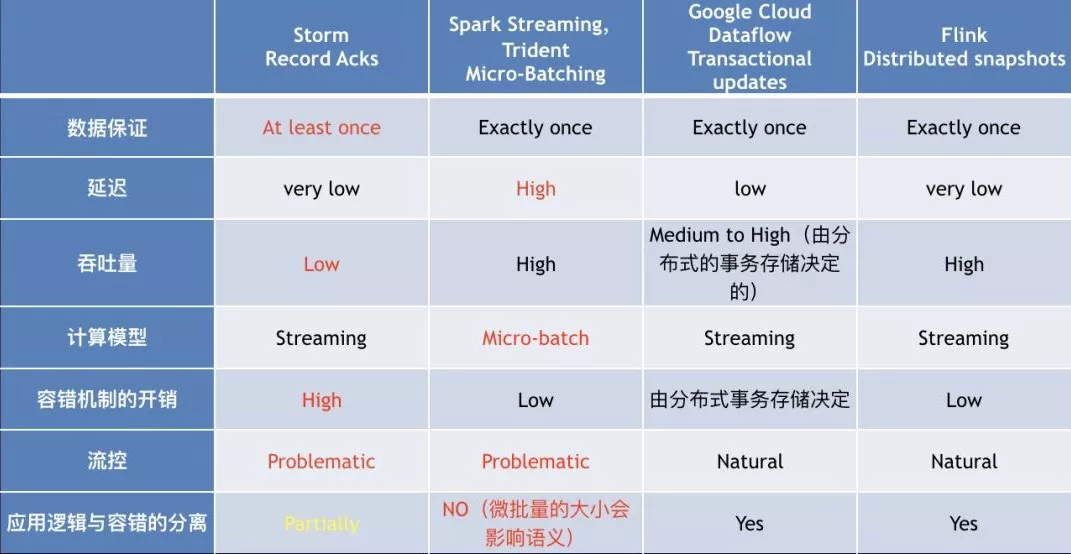 Storm
Record Acks
Spark Streaming,
Trident
Micro-Batching
Google Cloud
Dataflow
Transactional
updates
Flink
Distributed snapshots
数据保证
At least once
Exactly once
Exactly once
Exactly once
延迟
very low
High
low
very low
吞吐量
Low
High
Medium to High（由分
布式的事务存储决定
的）
High
计算模型
Streaming
Micro-batch
Streaming
Streaming
容错机制的开销
High
Low
由分布式事务存储决定
Low
流控
Problematic
Problematic
Natural
Natural
应用逻辑与容错的分离
Partially
NO（微批量的大小会
影响语义）
Yes
Yes